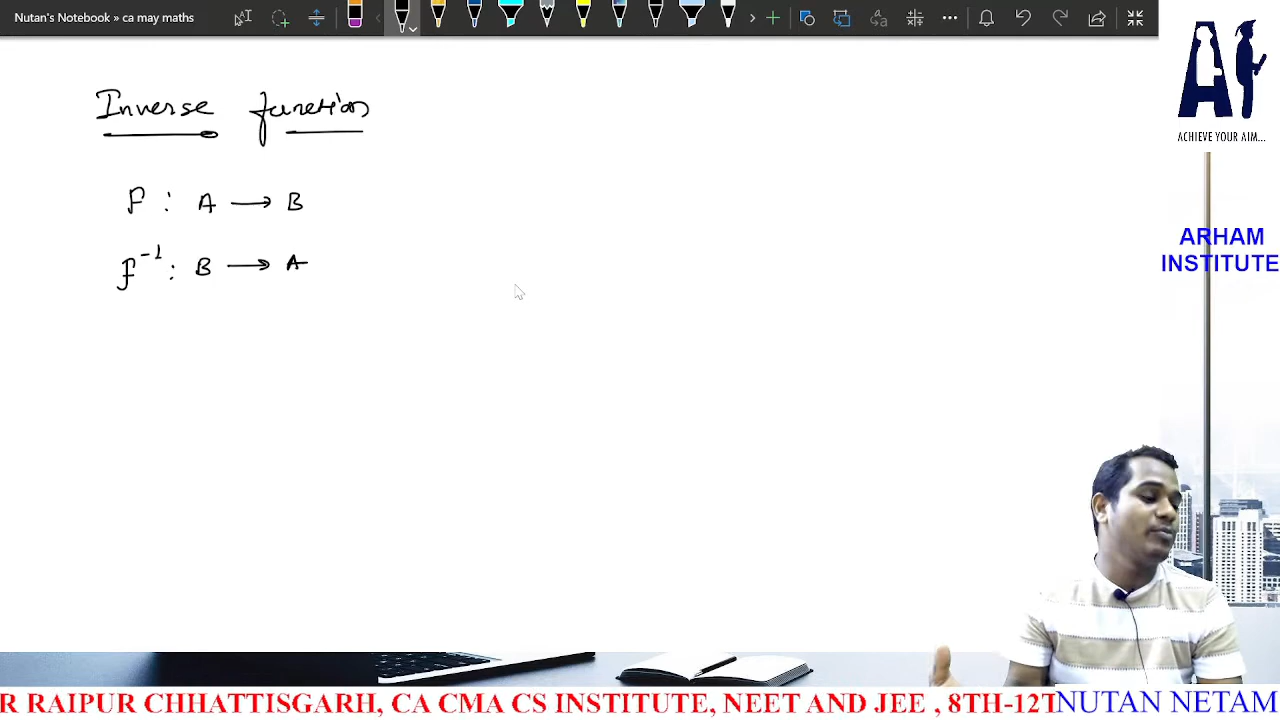 Nutan's Notebook » ca may maths
Inverse function
f : A → B
f⁻¹ : B → A
AI
ACHIEVE YOUR AIM...
ARHAM
INSTITUTE
R RAIPUR CHHATTISGARH, CA CMA CS INSTITUTE, NEET AND JEE , 8TH-12T
NUTAN NETAM